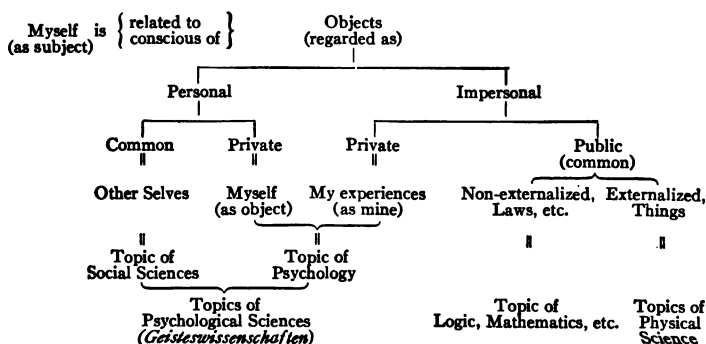 Myself is { related to } Objects
(as subject) { conscious of } (regarded as)
Personal Impersonal
Common Private Private Public
(common)
Other Selves Myself My experiences Non-externalized, Externalized,
(as object) (as mine) Laws, etc. Things
Topic of Topic of
Social Sciences Psychology
Topics of Topic of Topics of
Psychological Sciences Logic, Mathematics, etc. Physical
(Geisteswissenschaften) Science